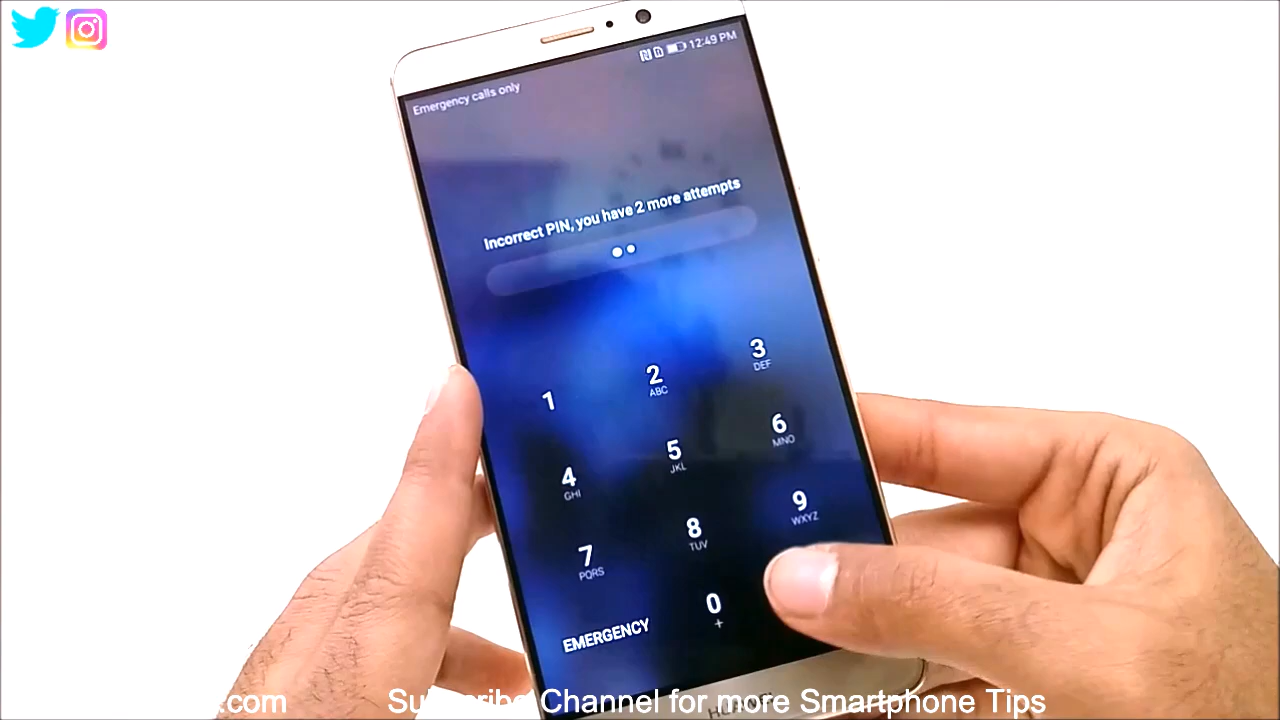 12:49 PM
Emergency calls only
Incorrect PIN, you have 2 more attempts
1
2
ABC
3
DEF
4
GHI
5
JKL
6
MNO
7
PQRS
8
TUV
9
WXYZ
EMERGENCY
0
+
HUAWEI
.com
Subscribe Channel for more Smartphone Tips